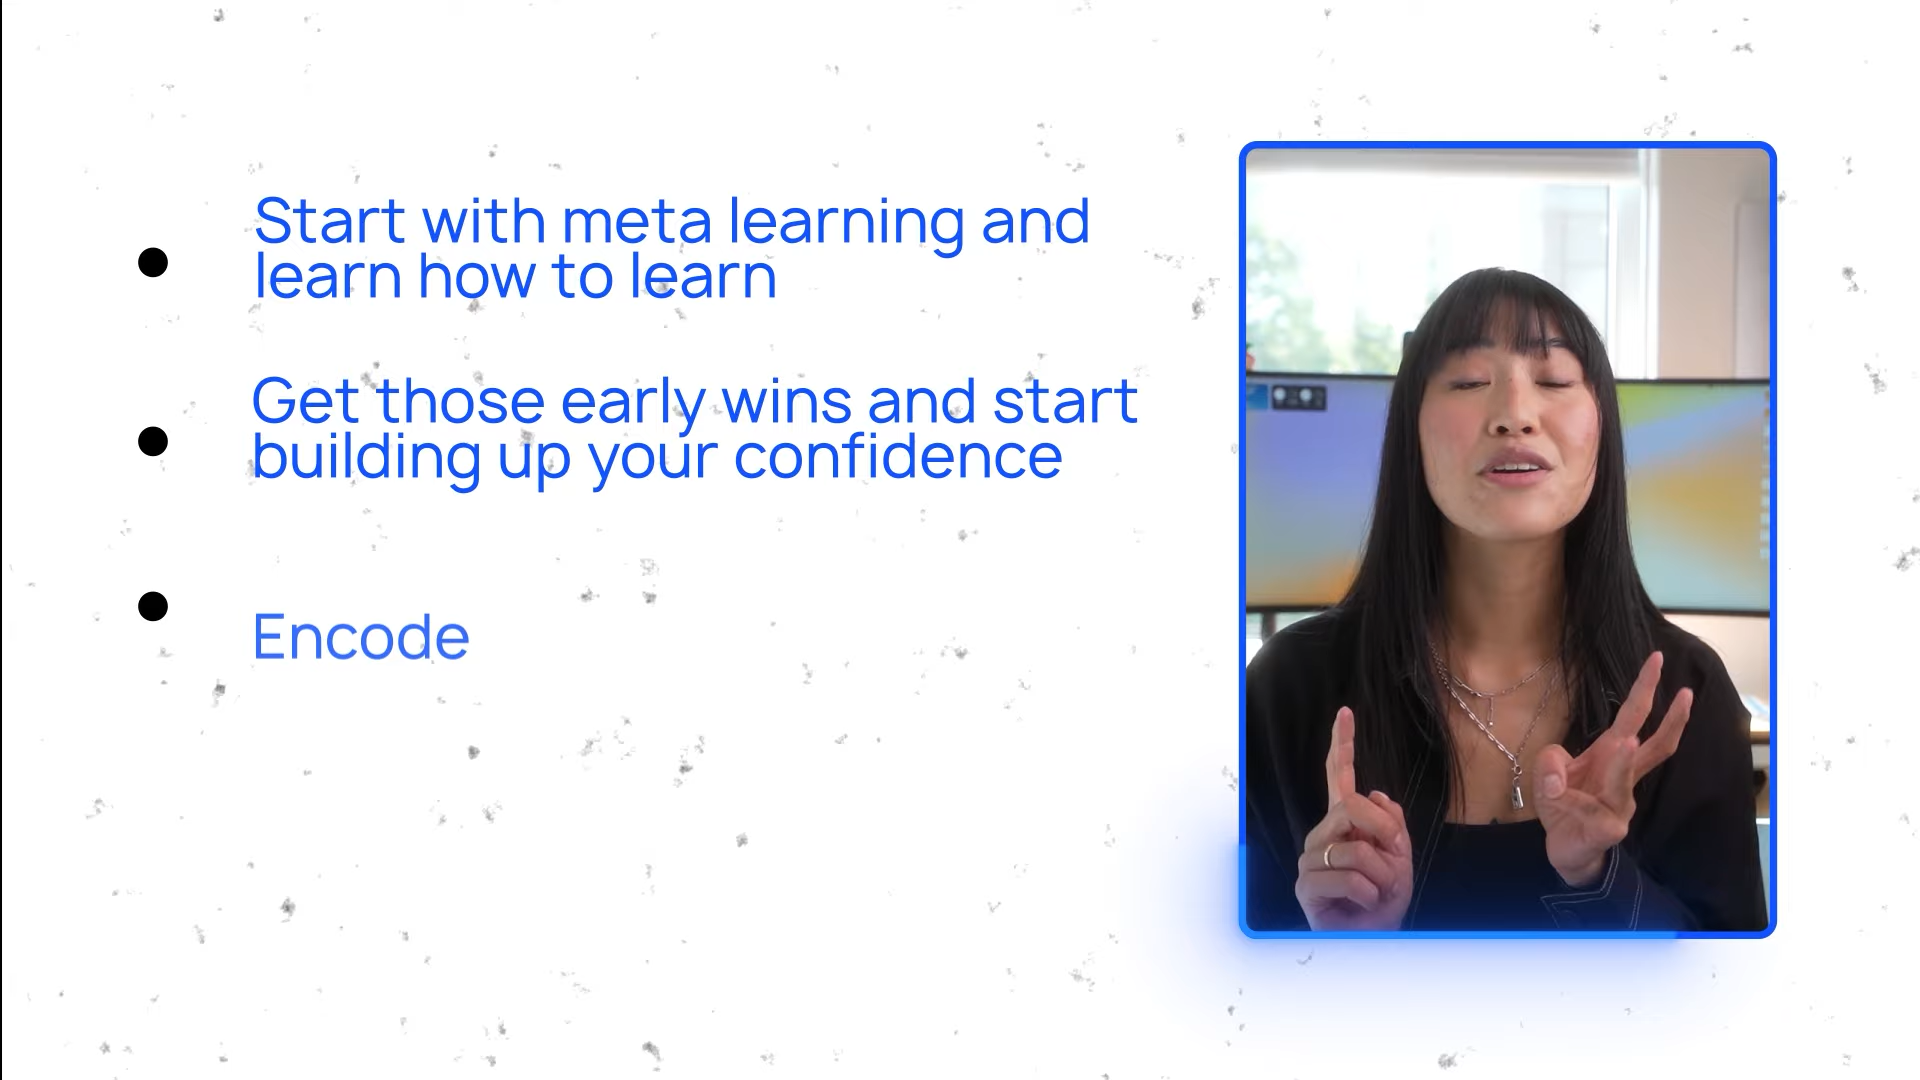 Start with meta learning and
learn how to learn
Get those early wins and start
building up your confidence
Encode